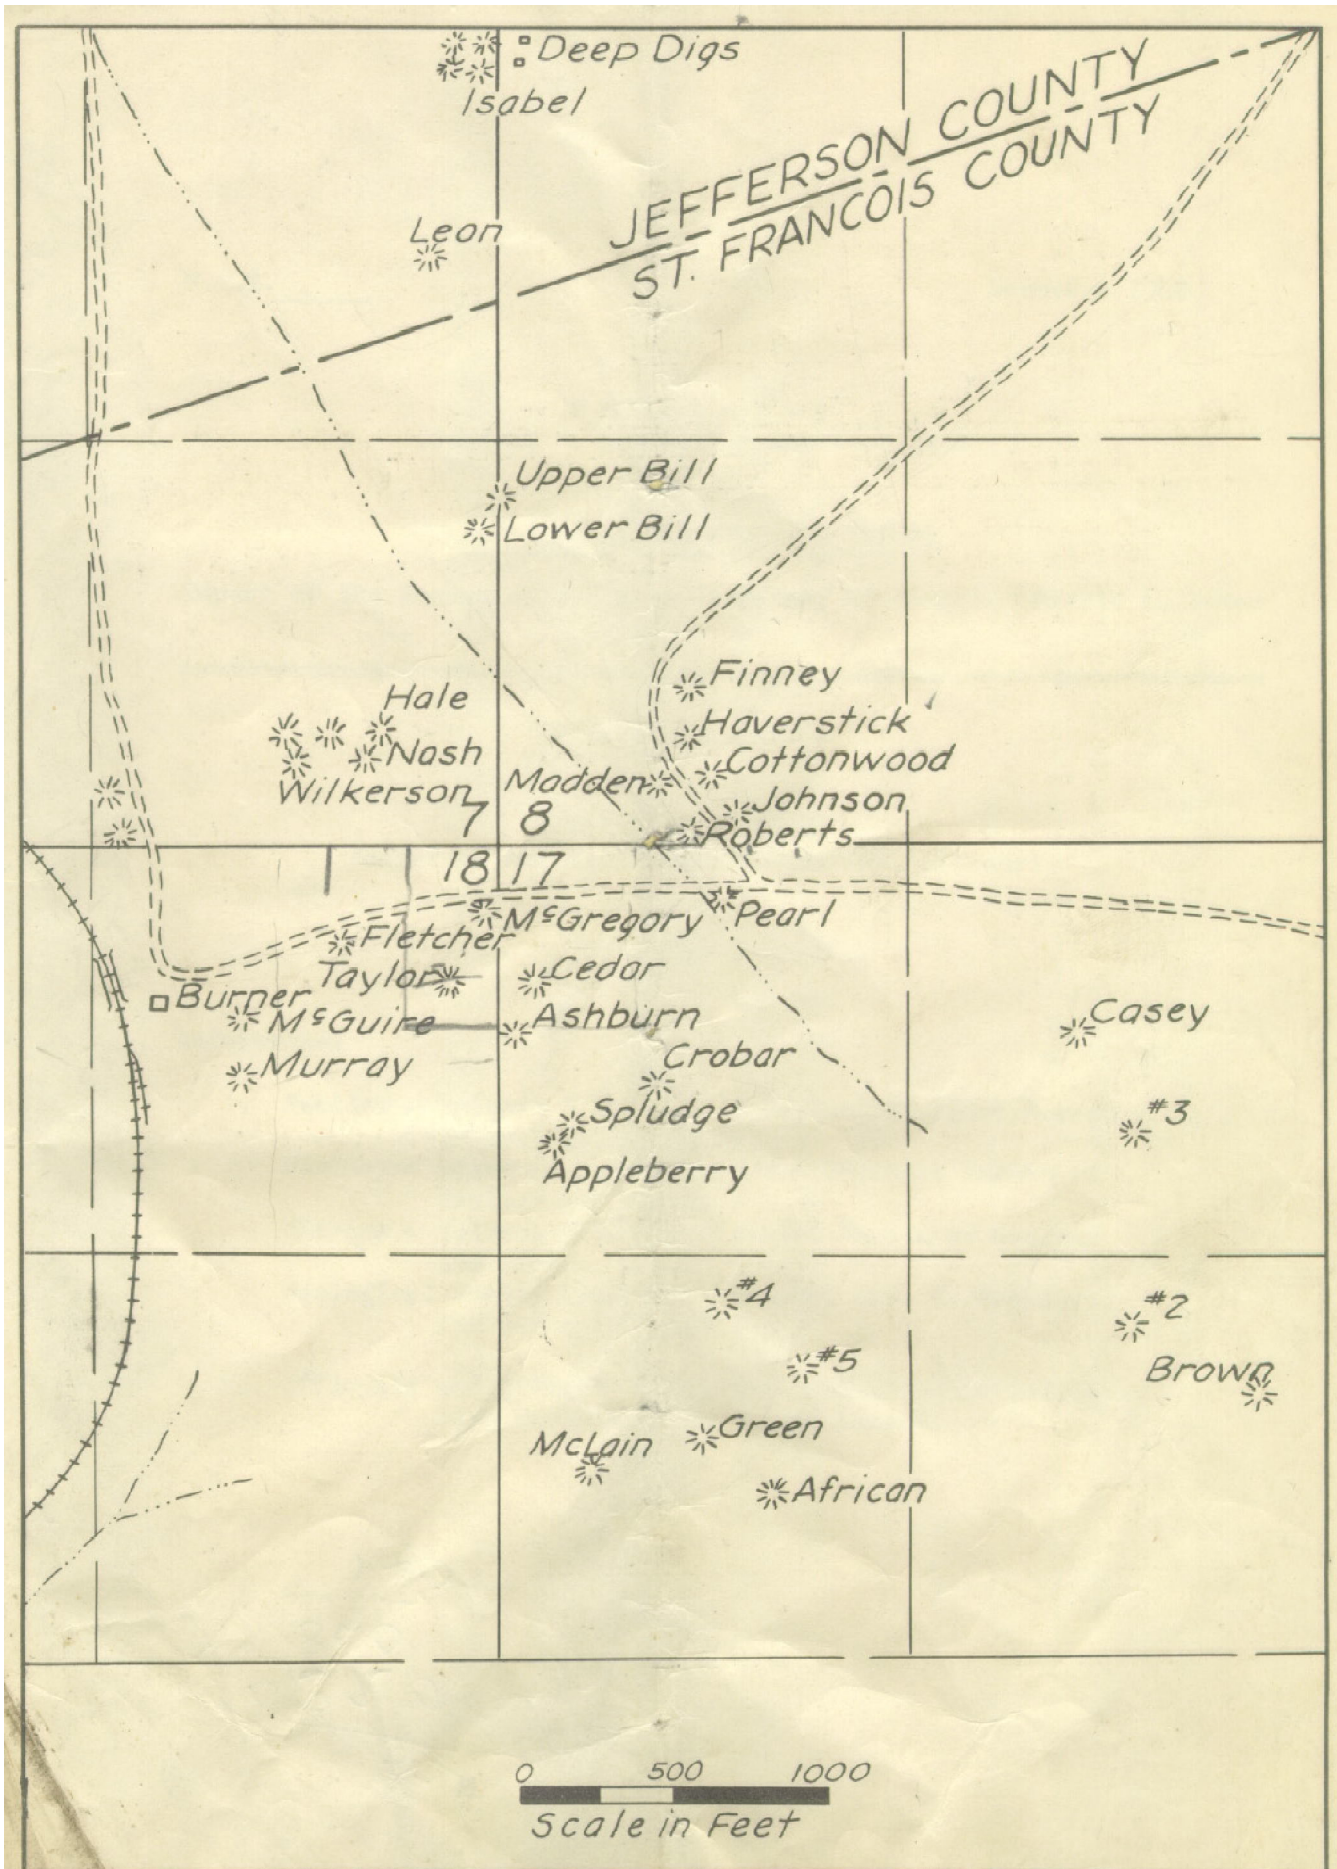 Deep Digs
Isabel
JEFFERSON COUNTY
ST. FRANCOIS COUNTY
Leon
Upper Bill
Lower Bill
Finney
Hale
Haverstick
Nash
Cottonwood
Wilkerson
Madden
Johnson
7 8
Roberts
18 17
McGregory
Pearl
Fletcher
Taylor
Cedar
Burner
McGuire
Ashburn
Casey
Murray
Crobar
Spludge
#3
Appleberry
#4
#2
#5
Brown
Green
McLain
African
0 500 1000
Scale in Feet